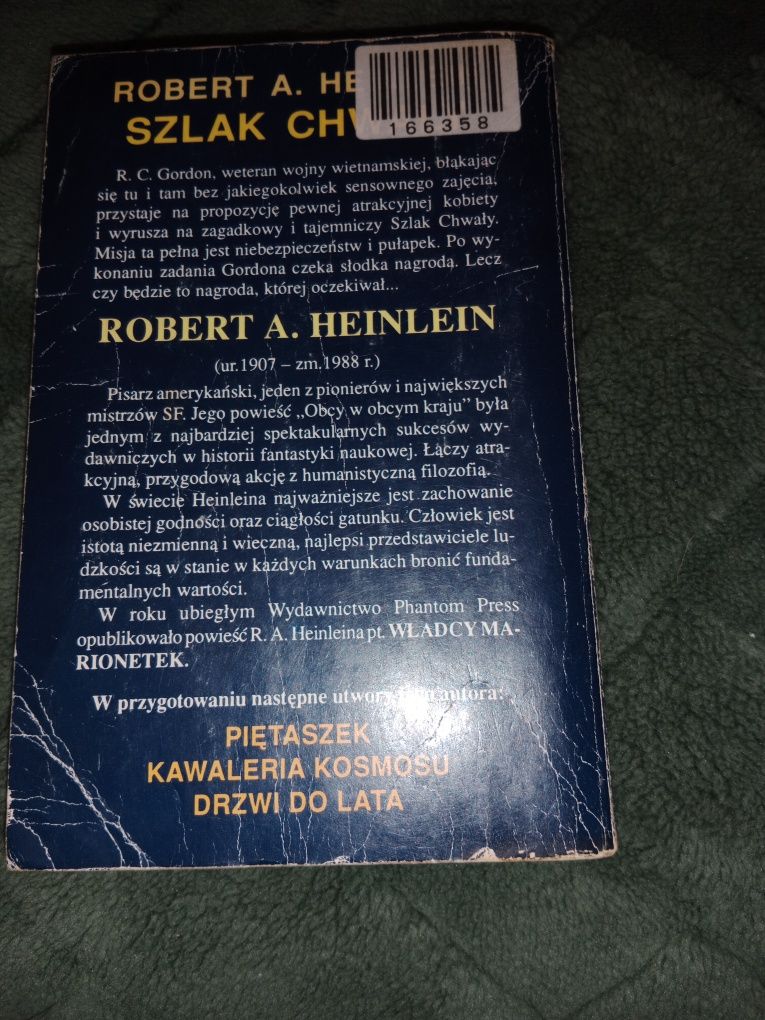 ROBERT A. HE
SZLAK CHW
166358
R. C. Gordon, weteran wojny wietnamskiej, błąkając
się tu i tam bez jakiegokolwiek sensownego zajęcia,
przystaje na propozycję pewnej atrakcyjnej kobiety
i wyrusza na zagadkowy i tajemniczy Szlak Chwały.
Misja ta pełna jest niebezpieczeństw i pułapek. Po wy-
konaniu zadania Gordona czeka słodka nagroda. Lecz
czy będzie to nagroda, której oczekiwał...
ROBERT A. HEINLEIN
(ur.1907 – zm.1988 r.)
Pisarz amerykański, jeden z pionierów i największych
mistrzów SF. Jego powieść „Obcy w obcym kraju” była
jednym z najbardziej spektakularnych sukcesów wy-
dawniczych w historii fantastyki naukowej. Łączy atra-
kcyjną, przygodową akcję z humanistyczną filozofią.
W świecie Heinleina najważniejsze jest zachowanie
osobistej godności oraz ciągłości gatunku. Człowiek jest
istotą niezmienną i wieczną, najlepsi przedstawiciele lu-
dzkości są w stanie w każdych warunkach bronić funda-
mentalnych wartości.
W roku ubiegłym Wydawnictwo Phantom Press
opublikowało powieść R. A. Heinleina pt. WŁADCY MA-
RIONETEK.
W przygotowaniu następne utwory autora:
PIĘTASZEK
KAWALERIA KOSMOSU
DRZWI DO LATA